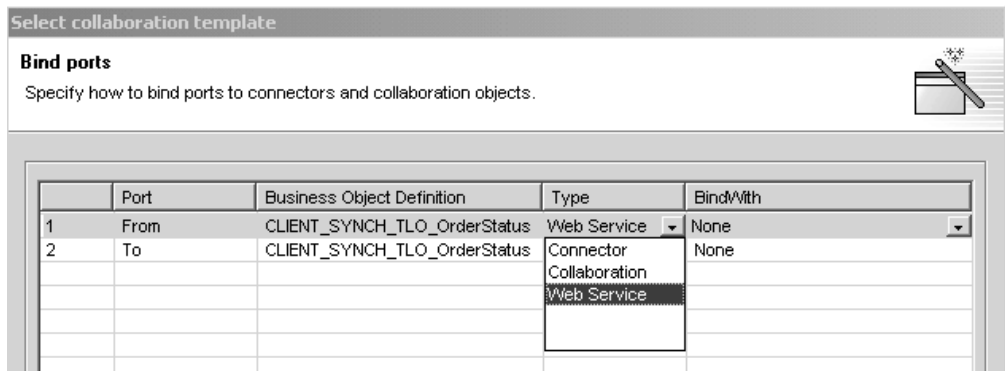 Select collaboration template
Bind ports
Specify how to bind ports to connectors and collaboration objects.
Port Business Object Definition Type BindWith
1 From CLIENT_SYNCH_TLO_OrderStatus Web Service None
2 To CLIENT_SYNCH_TLO_OrderStatus Connector None
Collaboration
Web Service